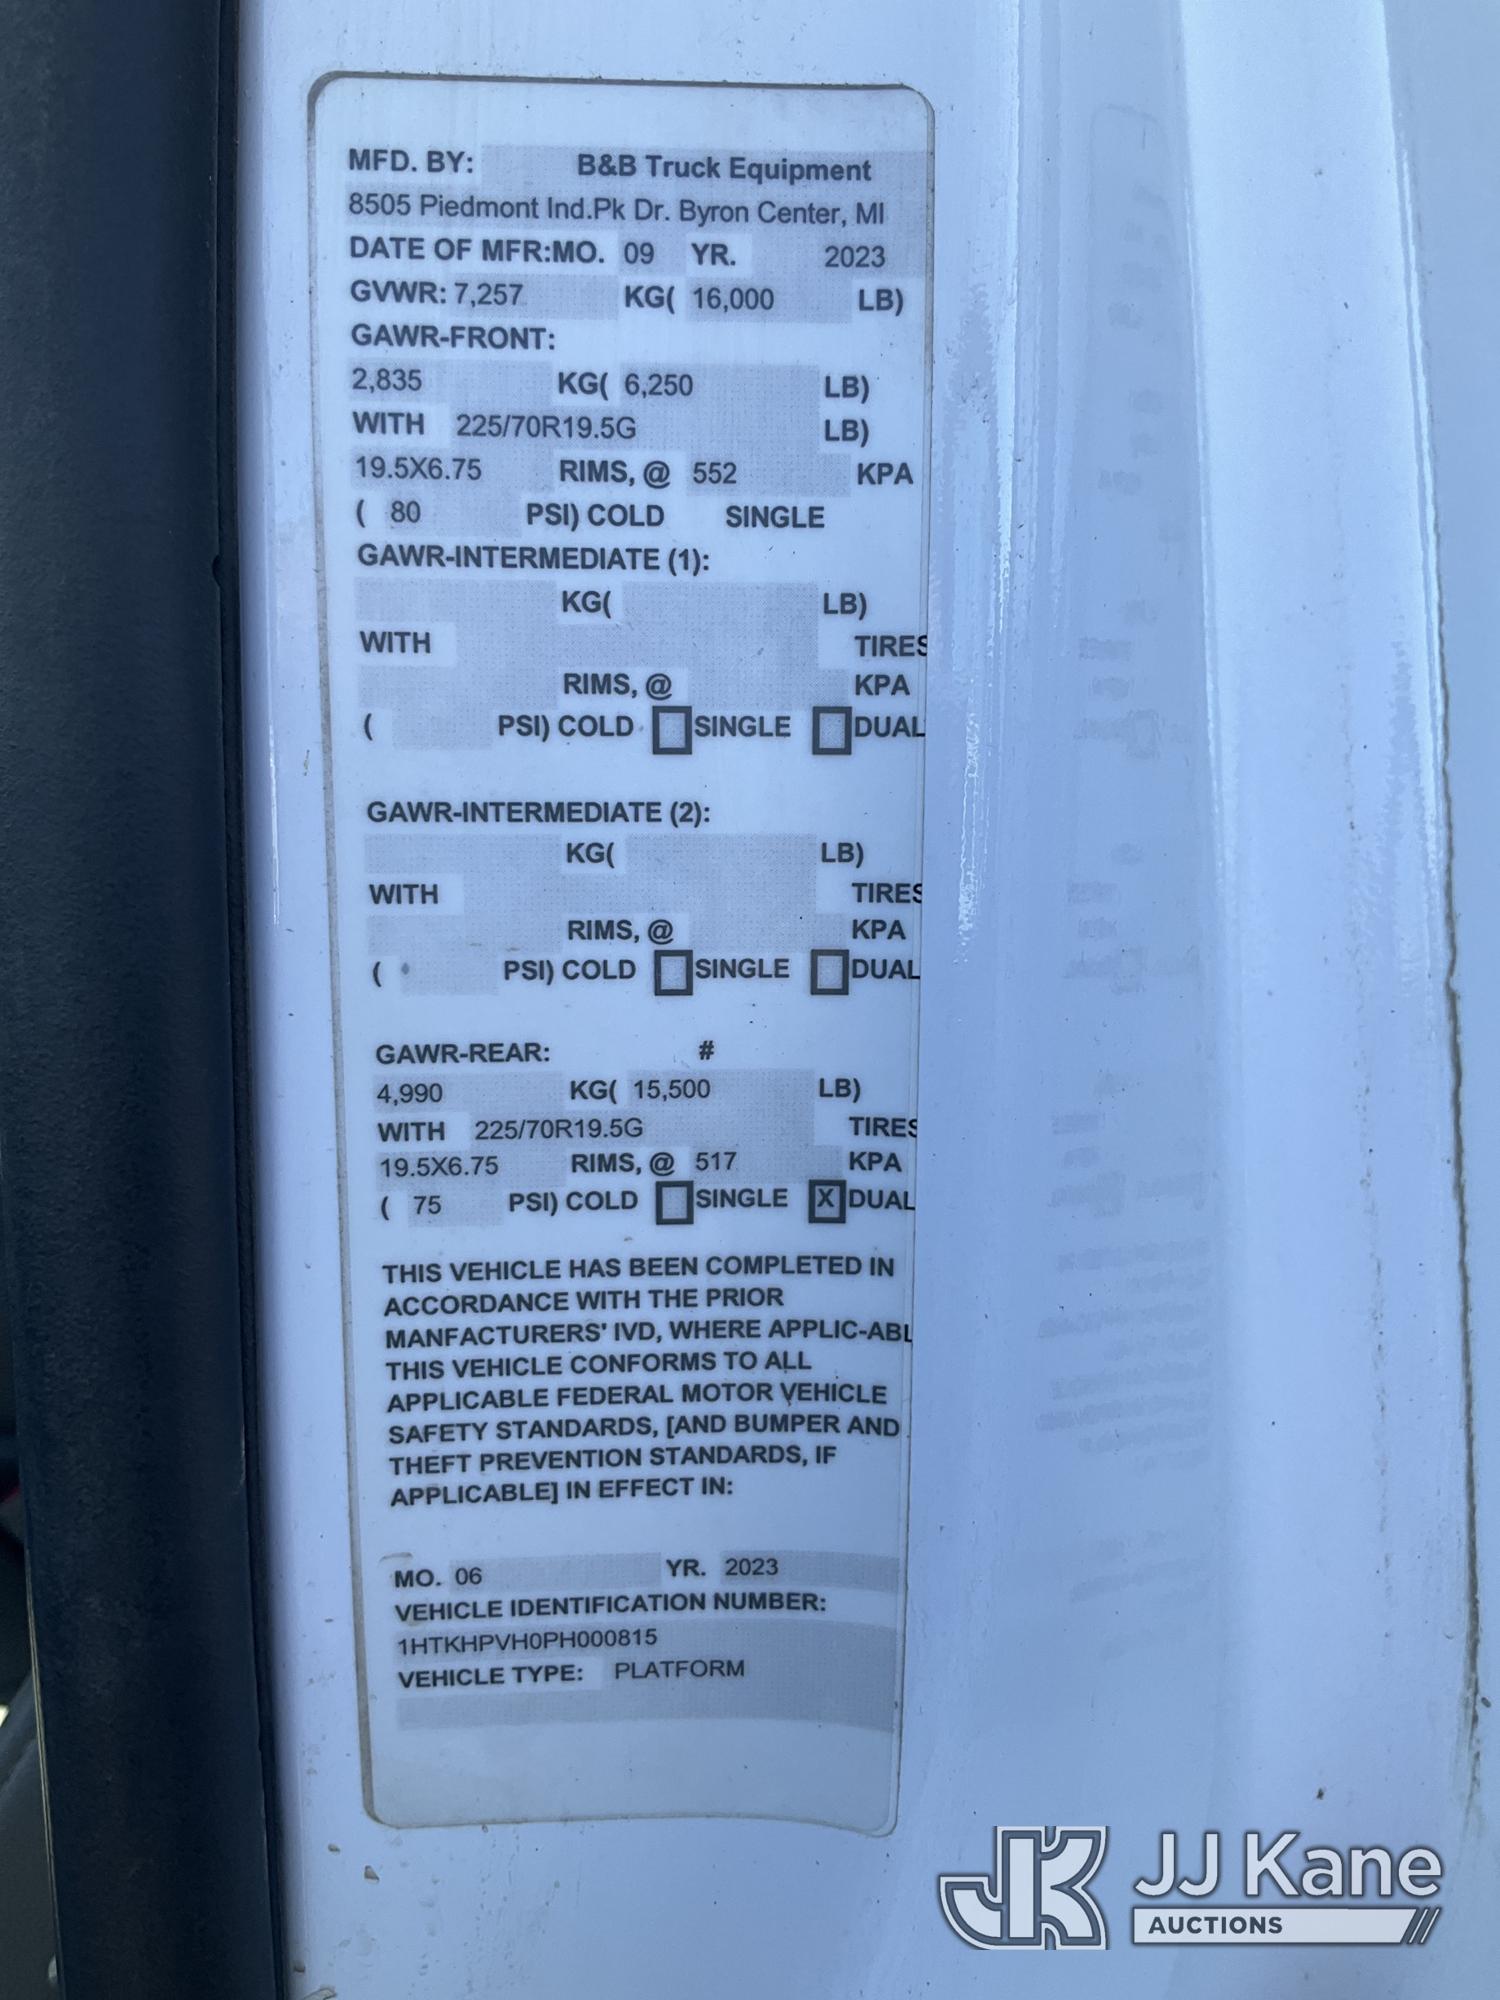 MFD. BY: B&B Truck Equipment
8505 Piedmont Ind.Pk Dr. Byron Center, MI
DATE OF MFR:MO. 09 YR. 2023
GVWR: 7,257 KG( 16,000 LB)
GAWR-FRONT:
2,835 KG( 6,250 LB)
WITH 225/70R19.5G LB)
19.5X6.75 RIMS, @ 552 KPA
( 80 PSI) COLD SINGLE
GAWR-INTERMEDIATE (1):
KG( LB)
WITH TIRES
RIMS, @ KPA
( PSI) COLD SINGLE DUAL
GAWR-INTERMEDIATE (2):
KG( LB)
WITH TIRES
RIMS, @ KPA
( PSI) COLD SINGLE DUAL
GAWR-REAR: #
4,990 KG( 15,500 LB)
WITH 225/70R19.5G TIRES
19.5X6.75 RIMS, @ 517 KPA
( 75 PSI) COLD SINGLE X DUAL
THIS VEHICLE HAS BEEN COMPLETED IN
ACCORDANCE WITH THE PRIOR
MANFACTURERS' IVD, WHERE APPLIC-ABL
THIS VEHICLE CONFORMS TO ALL
APPLICABLE FEDERAL MOTOR VEHICLE
SAFETY STANDARDS, [AND BUMPER AND
THEFT PREVENTION STANDARDS, IF
APPLICABLE] IN EFFECT IN:
MO. 06 YR. 2023
VEHICLE IDENTIFICATION NUMBER:
1HTKHPVH0PH000815
VEHICLE TYPE: PLATFORM
JK JJ Kane
AUCTIONS